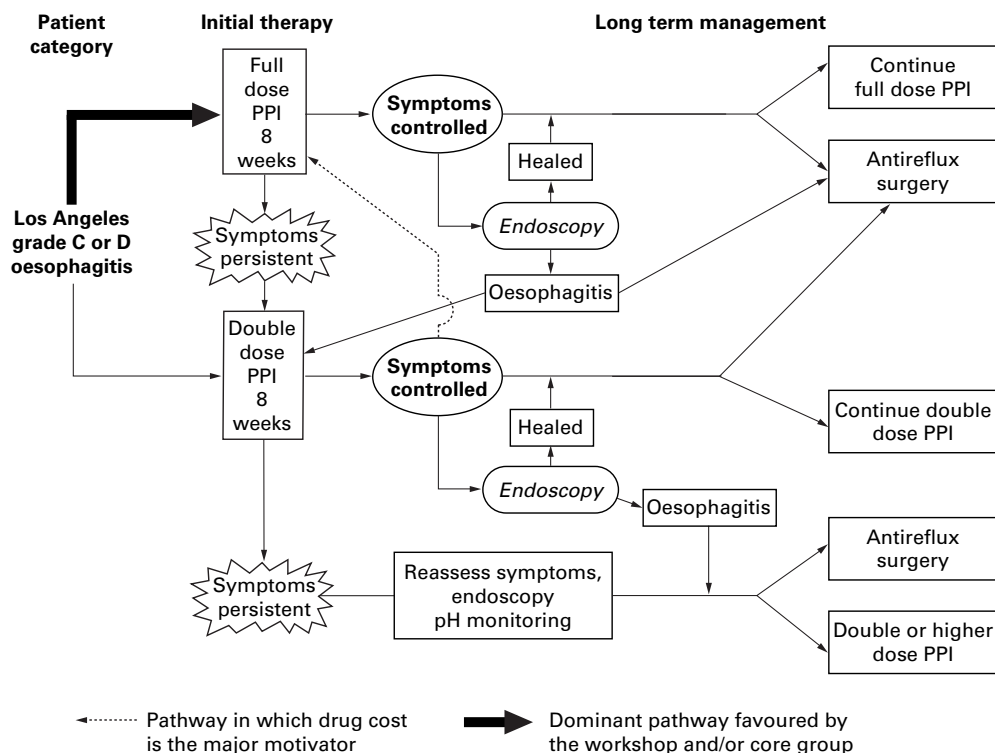 Patient
category
Initial therapy
Long term management
Full
dose
PPI
8
weeks
Symptoms
controlled
Continue
full dose PPI
Healed
Antireflux
surgery
Los Angeles
grade C or D
oesophagitis
Symptoms
persistent
Endoscopy
Oesophagitis
Double
dose
PPI
8
weeks
Symptoms
controlled
Healed
Continue double
dose PPI
Endoscopy
Oesophagitis
Antireflux
surgery
Symptoms
persistent
Reassess symptoms,
endoscopy
pH monitoring
Double or higher
dose PPI
Pathway in which drug cost
is the major motivator
Dominant pathway favoured by
the workshop and/or core group